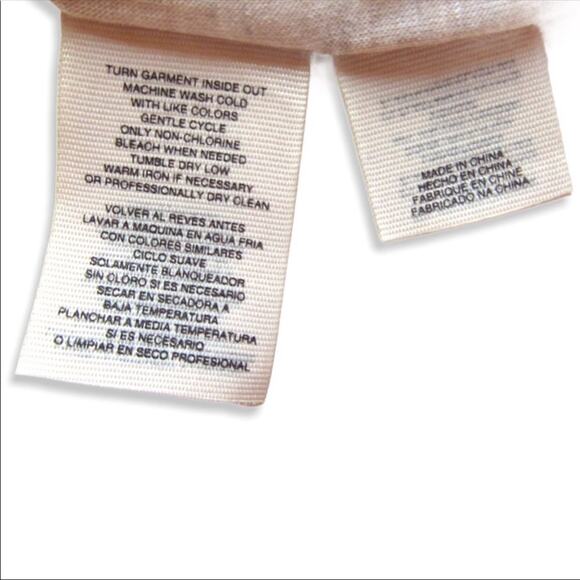 TURN GARMENT INSIDE OUT
MACHINE WASH COLD
WITH LIKE COLORS
GENTLE CYCLE
ONLY NON-CHLORINE
BLEACH WHEN NEEDED
TUMBLE DRY LOW
WARM IRON IF NECESSARY
OR PROFESSIONALLY DRY CLEAN
VOLVER AL REVES ANTES
LAVAR A MAQUINA EN AGUA FRIA
CON COLORES SIMILARES
CICLO SUAVE
SOLAMENTE BLANQUEADOR
SIN CLORO SI ES NECESARIO
SECAR EN SECADORA A
BAJA TEMPERATURA
PLANCHAR A MEDIA TEMPERATURA
SI ES NECESARIO
O LIMPIAR EN SECO PROFESIONAL
MADE IN CHINA
HECHO EN CHINA
FABRIQUE EN CHINE
FABRICADO NA CHINA